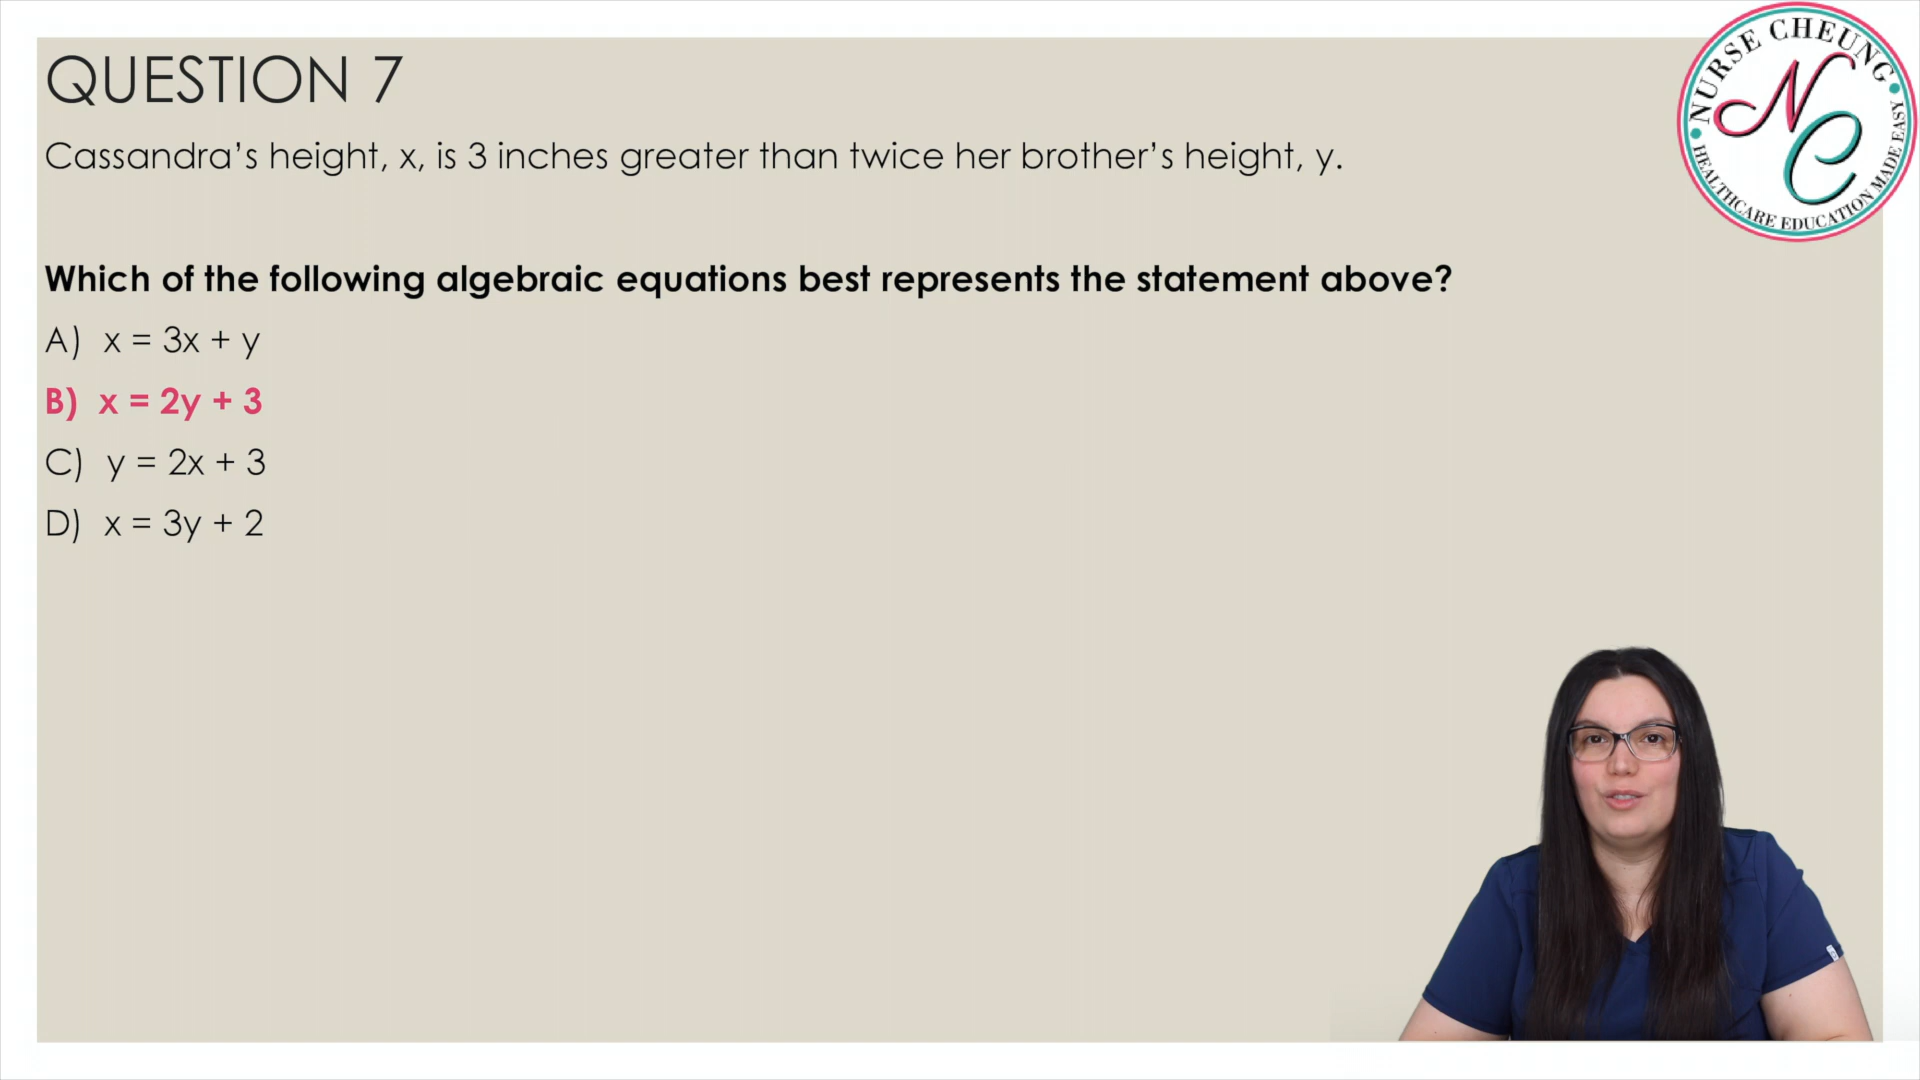 QUESTION 7
Cassandra’s height, x, is 3 inches greater than twice her brother’s height, y.
Which of the following algebraic equations best represents the statement above?
A) x = 3x + y
B) x = 2y + 3
C) y = 2x + 3
D) x = 3y + 2
NURSE CHEUNG
NC
HEALTHCARE EDUCATION MADE EASY